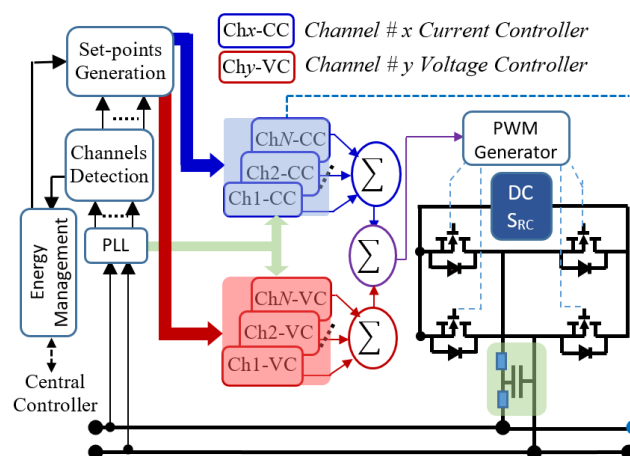 Chx-CC Channel # x Current Controller
Chy-VC Channel # y Voltage Controller
Set-points
Generation
Channels
Detection
PLL
Energy
Management
Central
Controller
ChN-CC
Ch2-CC
Ch1-CC
∑
∑
ChN-VC
Ch2-VC
Ch1-VC
∑
PWM
Generator
DC
SRC